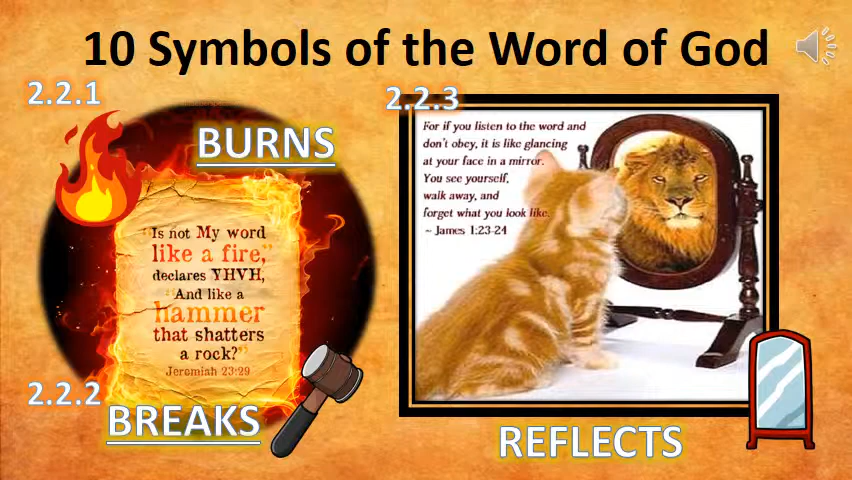 10 Symbols of the Word of God
2.2.1
BURNS
"Is not My word
like a fire,"
declares YHVH,
"And like a
hammer
that shatters
a rock?"
Jeremiah 23:29
2.2.2
BREAKS
2.2.3
For if you listen to the word and
don't obey, it is like glancing
at your face in a mirror.
You see yourself,
walk away, and
forget what you look like.
~ James 1:23-24
REFLECTS